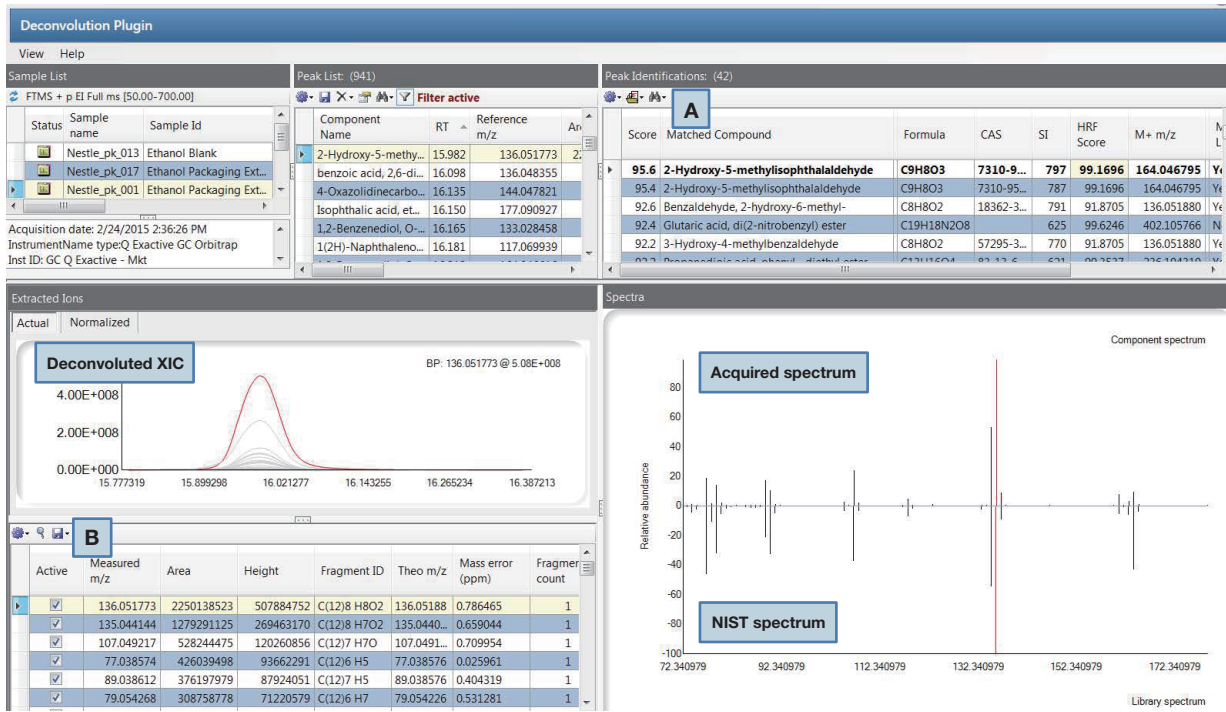 Deconvolution Plugin
View Help
Sample List
FTMS + p EI Full ms [50.00-700.00]
Status Sample name Sample Id
Nestle_pk_013 Ethanol Blank
Nestle_pk_017 Ethanol Packaging Ext...
Nestle_pk_001 Ethanol Packaging Ext...
Acquisition date: 2/24/2015 2:36:26 PM
InstrumentName type:Q Exactive GC Orbitrap
Inst ID: GC Q Exactive - Mkt
Peak List: (941)
Filter active
Component Name RT Reference m/z
2-Hydroxy-5-methy... 15.982 136.051773 22
benzoic acid, 2,6-di... 16.098 136.048355
4-Oxazolidinecarbo... 16.135 144.047821
Isophthalic acid, et... 16.150 177.090927
1,2-Benzenediol, O-... 16.165 133.028458
1(2H)-Naphthaleno... 16.181 117.069939
Peak Identifications: (42)
A
Score Matched Compound Formula CAS SI HRF Score M+ m/z
95.6 2-Hydroxy-5-methylisophthalaldehyde C9H8O3 7310-9... 797 99.1696 164.046795
95.4 2-Hydroxy-5-methylisophthalaldehyde C9H8O3 7310-95... 787 99.1696 164.046795
92.6 Benzaldehyde, 2-hydroxy-6-methyl- C8H8O2 18362-3... 791 91.8705 136.051880
92.4 Glutaric acid, di(2-nitrobenzyl) ester C19H18N2O8 625 99.6246 402.105766
92.2 3-Hydroxy-4-methylbenzaldehyde C8H8O2 57295-3... 770 91.8705 136.051880
Extracted Ions
Actual Normalized
Deconvoluted XIC
BP: 136.051773 @ 5.08E+008
4.00E+008
2.00E+008
0.00E+000
15.777319 15.899298 16.021277 16.143255 16.265234 16.387213
B
Active Measured m/z Area Height Fragment ID Theo m/z Mass error (ppm) Fragmer count
136.051773 2250138523 507884752 C(12)8 H8O2 136.05188 0.786465 1
135.044144 1279291125 269463170 C(12)8 H7O2 135.0440... 0.659044 1
107.049217 528244475 120260856 C(12)7 H7O 107.0491... 0.709954 1
77.038574 426039498 93662291 C(12)6 H5 77.038576 0.025961 1
89.038612 376197979 87924051 C(12)7 H5 89.038576 0.404319 1
79.054268 308758778 71220579 C(12)6 H7 79.054226 0.531281 1
Spectra
Component spectrum
Acquired spectrum
Relative abundance
80
60
40
20
0
-20
-40
-60
-80
-100
NIST spectrum
72.340979 92.340979 112.340979 132.340979 152.340979 172.340979
Library spectrum